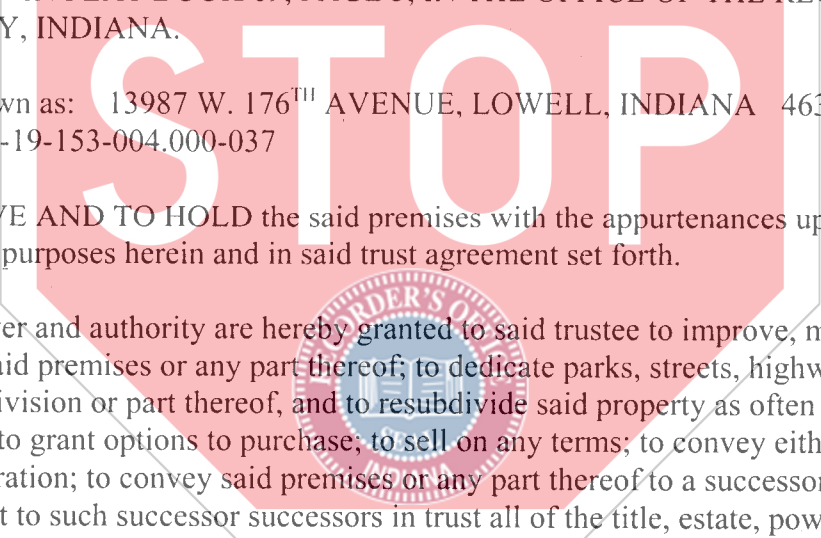 Y, INDIANA.
STOP
wn as: 13987 W. 176TH AVENUE, LOWELL, INDIANA 463
-19-153-004.000-037
VE AND TO HOLD the said premises with the appurtenances up
purposes herein and in said trust agreement set forth.
er and authority are hereby granted to said trustee to improve, m
aid premises or any part thereof; to dedicate parks, streets, highw
ivision or part thereof, and to resubdivide said property as often
to grant options to purchase; to sell on any terms; to convey eith
ration; to convey said premises or any part thereof to a successor
t to such successor successors in trust all of the title, estate, pow
RECORDER'S OFFICE
SEAL
INDIANA